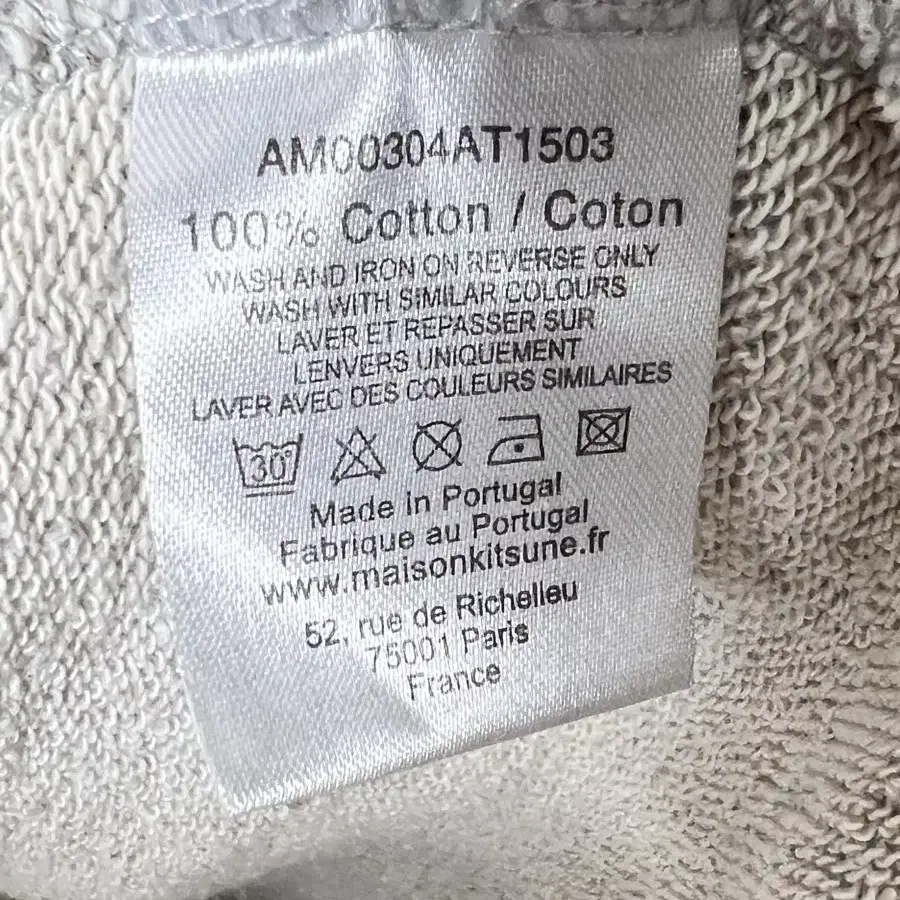 AM00304AT1503
100% Cotton / Coton
WASH AND IRON ON REVERSE ONLY
WASH WITH SIMILAR COLOURS
LAVER ET REPASSER SUR
LENVERS UNIQUEMENT
LAVER AVEC DES COULEURS SIMILAIRES
30°
Made in Portugal
Fabrique au Portugal
www.maisonkitsune.fr
52, rue de Richelieu
75001 Paris
France